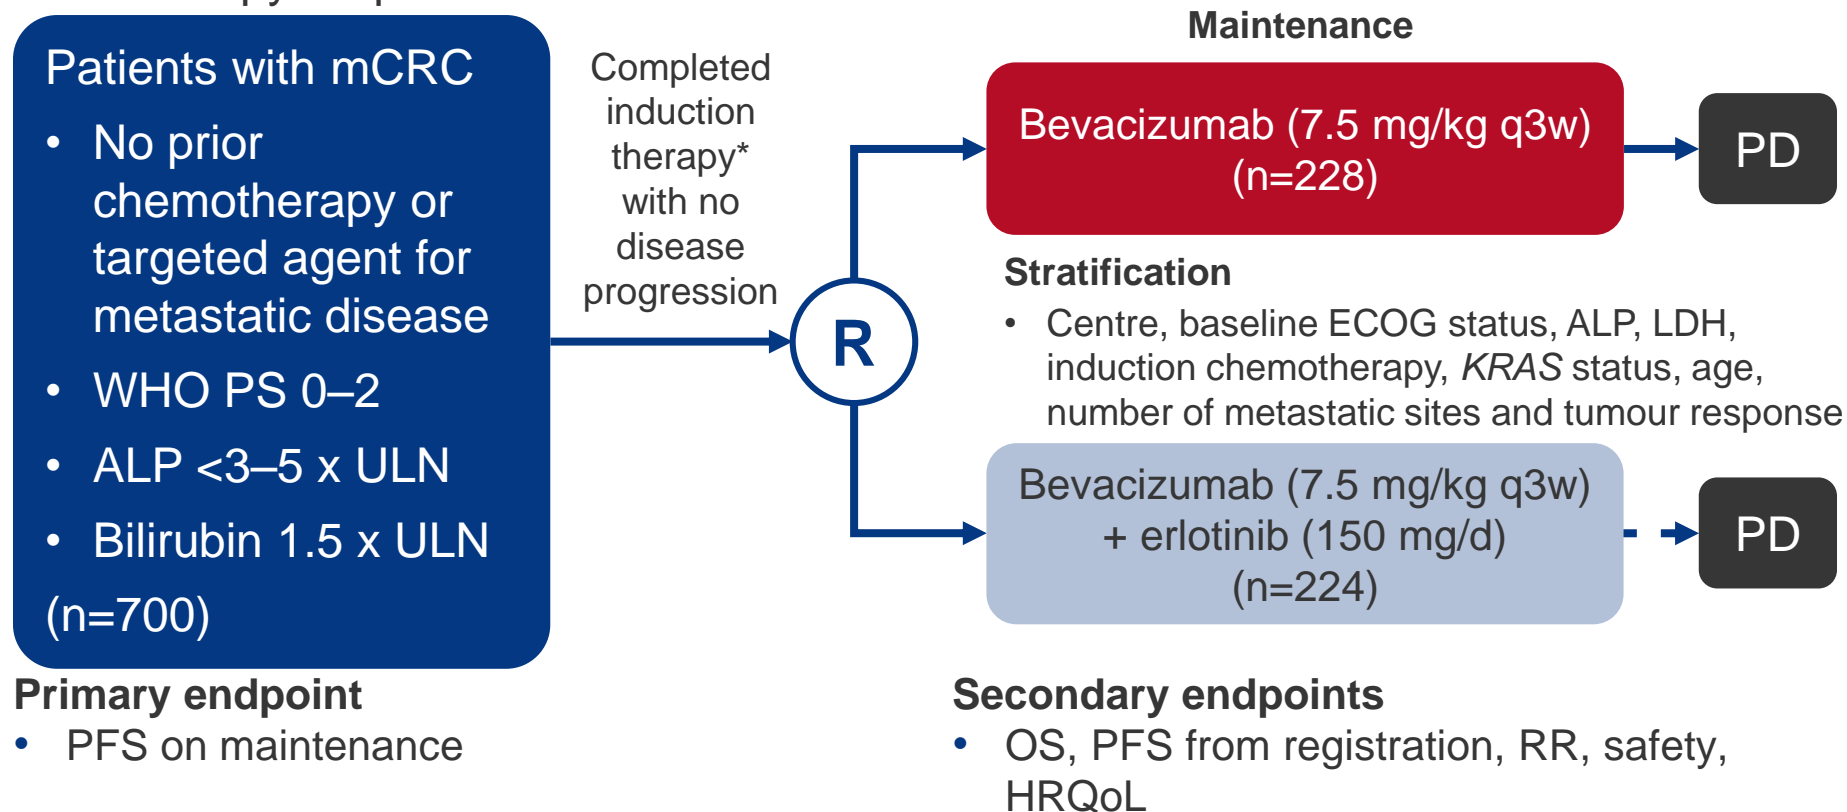 Patients with mCRC
• No prior
chemotherapy or
targeted agent for
metastatic disease
• WHO PS 0–2
• ALP <3–5 x ULN
• Bilirubin 1.5 x ULN
(n=700)
Completed
induction
therapy*
with no
disease
progression
R
Maintenance
Bevacizumab (7.5 mg/kg q3w)
(n=228)
PD
Stratification
• Centre, baseline ECOG status, ALP, LDH,
induction chemotherapy, KRAS status, age,
number of metastatic sites and tumour response
Bevacizumab (7.5 mg/kg q3w)
+ erlotinib (150 mg/d)
(n=224)
PD
Primary endpoint
• PFS on maintenance
Secondary endpoints
• OS, PFS from registration, RR, safety,
HRQoL